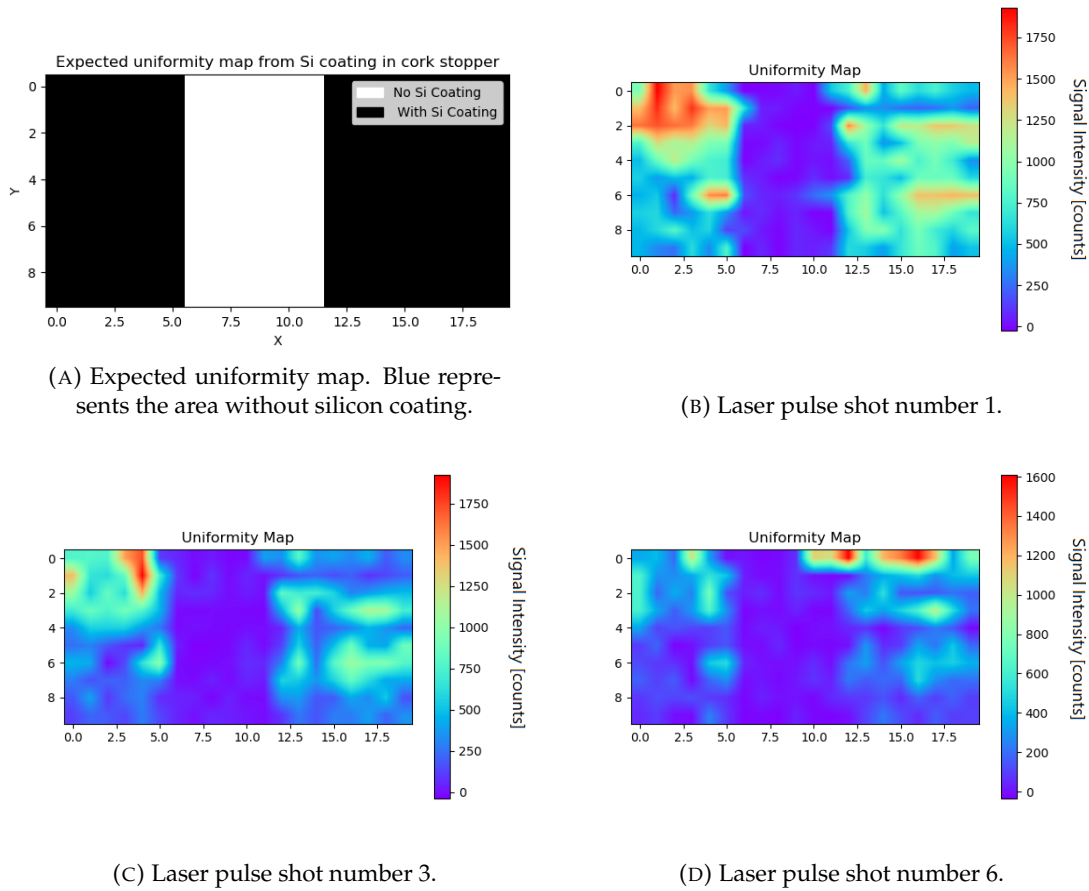 Expected uniformity map from Si coating in cork stopper
No Si Coating
With Si Coating
0
2
4
6
8
Y
0.0 2.5 5.0 7.5 10.0 12.5 15.0 17.5
X
(A) Expected uniformity map. Blue repre-
sents the area without silicon coating.
Uniformity Map
0
2
4
6
8
0.0 2.5 5.0 7.5 10.0 12.5 15.0 17.5
1750
1500
1250
1000
750
500
250
0
Signal Intensity [counts]
(B) Laser pulse shot number 1.
Uniformity Map
0
2
4
6
8
0.0 2.5 5.0 7.5 10.0 12.5 15.0 17.5
1750
1500
1250
1000
750
500
250
0
Signal Intensity [counts]
(C) Laser pulse shot number 3.
Uniformity Map
0
2
4
6
8
0.0 2.5 5.0 7.5 10.0 12.5 15.0 17.5
1600
1400
1200
1000
800
600
400
200
0
Signal Intensity [counts]
(D) Laser pulse shot number 6.